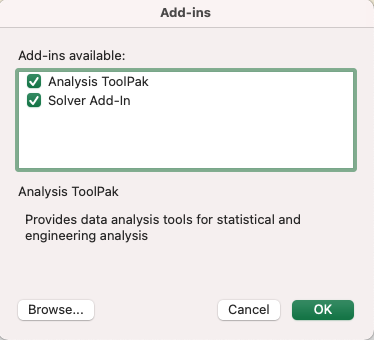 Add-ins
Add-ins available:
Analysis ToolPak
Solver Add-In
Analysis ToolPak
Provides data analysis tools for statistical and
engineering analysis
Browse...
Cancel
OK